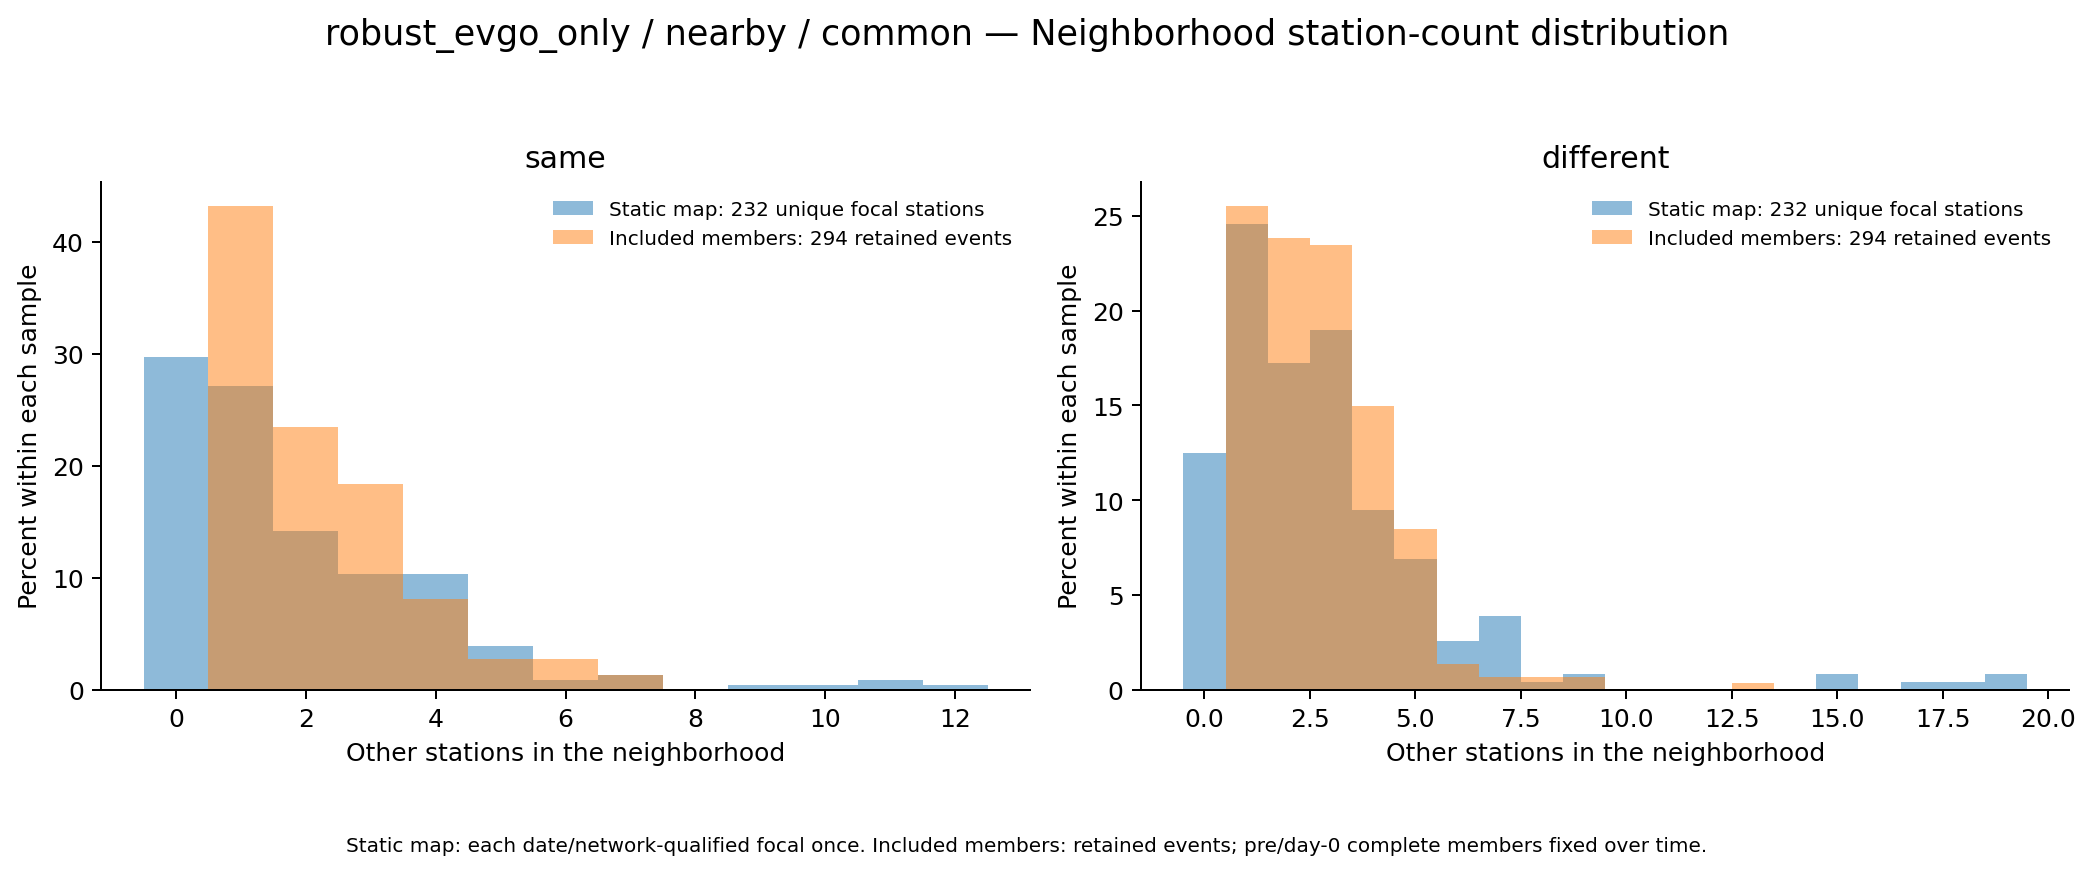 robust_evgo_only / nearby / common — Neighborhood station-count distribution
same
Static map: 232 unique focal stations
Included members: 294 retained events
Percent within each sample
40
30
20
10
0
0 2 4 6 8 10 12
Other stations in the neighborhood
different
Static map: 232 unique focal stations
Included members: 294 retained events
Percent within each sample
25
20
15
10
5
0
0.0 2.5 5.0 7.5 10.0 12.5 15.0 17.5 20.0
Other stations in the neighborhood
Static map: each date/network-qualified focal once. Included members: retained events; pre/day-0 complete members fixed over time.